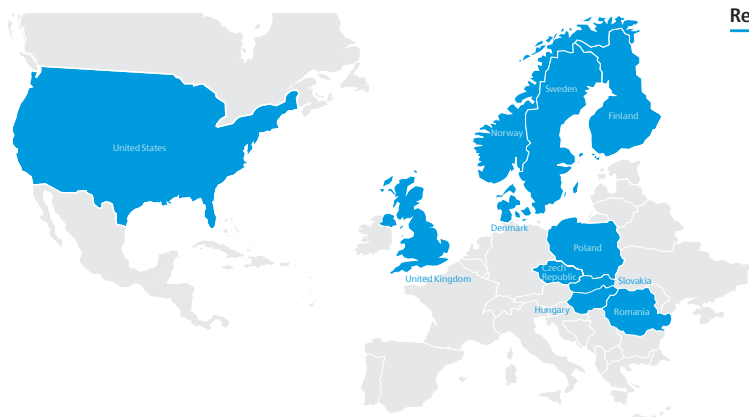 Re
Sweden
Finland
Norway
United States
Denmark
Poland
Czech
Republic
Slovakia
United Kingdom
Hungary
Romania